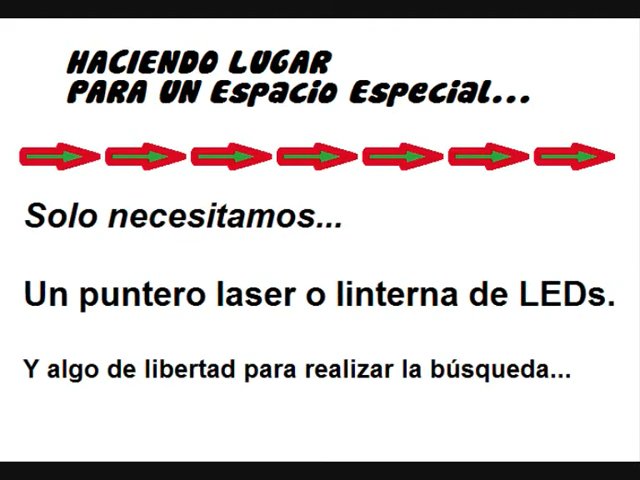 HACIENDO LUGAR
PARA UN Espacio Especial...
Solo necesitamos...
Un puntero laser o linterna de LEDs.
Y algo de libertad para realizar la búsqueda...